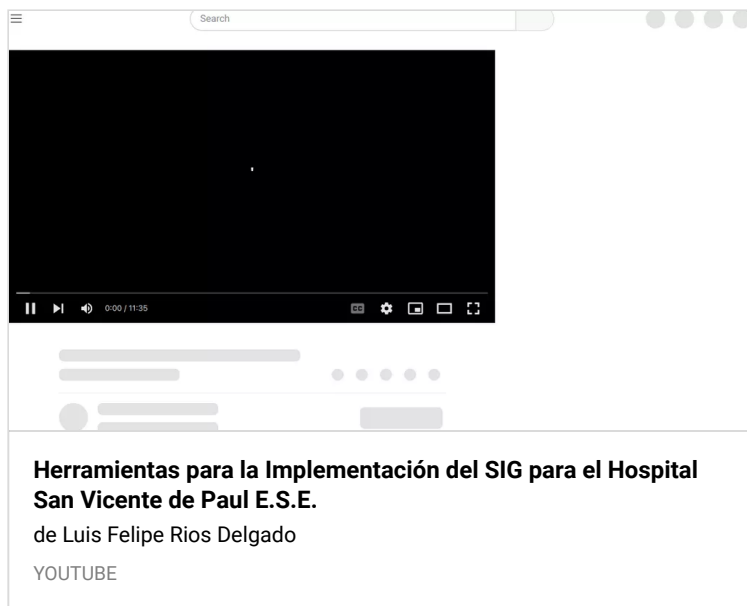 Search
0:00 / 11:35
CC
Herramientas para la Implementación del SIG para el Hospital
San Vicente de Paul E.S.E.
de Luis Felipe Rios Delgado
YOUTUBE